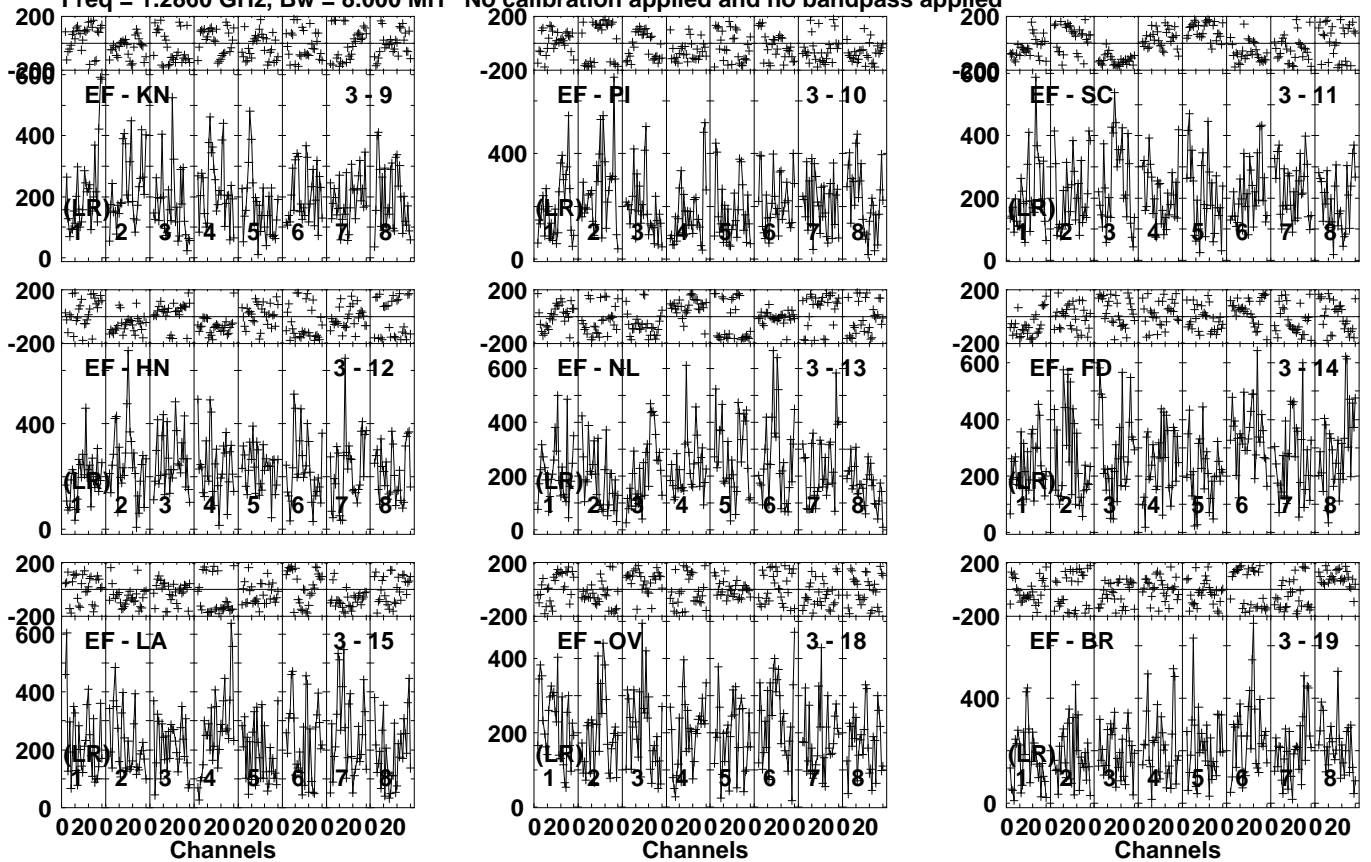 Freq = 1.2860 GHz, Bw = 8.000 MH No calibration applied and no bandpass applied
200 200 200
-200 -200 -200
600 600
EF - KN 3 - 9 EF - PI 3 - 10 EF - SC 3 - 11
400 400 400
200 200
(LR) (LR) (LR)
1 2 3 4 5 6 7 8 1 2 3 4 5 6 7 8 1 2 3 4 5 6 7 8
0 0 0
200 200 200
-200 -200 -200
EF - HN 3 - 12 EF - NL 3 - 13 EF - FD 3 - 14
600 600
400 400 400
200 200
(LR) (LR) (LR)
1 2 3 4 5 6 7 8 1 2 3 4 5 6 7 8 1 2 3 4 5 6 7 8
0 0 0
200 200 200
-200 -200 -200
600
EF - LA 3 - 15 EF - OV 3 - 18 EF - BR 3 - 19
400 400 400
200 200
(LR) (LR) (LR)
1 2 3 4 5 6 7 8 1 2 3 4 5 6 7 8 1 2 3 4 5 6 7 8
0 0 0
0 20 0 20 0 20 0 20 0 20 0 20 0 20 0 20 0 20 0 20 0 20 0 20 0 20 0 20 0 20 0 20 0 20 0 20 0 20 0 20 0 20 0 20 0 20 0 20
Channels Channels Channels